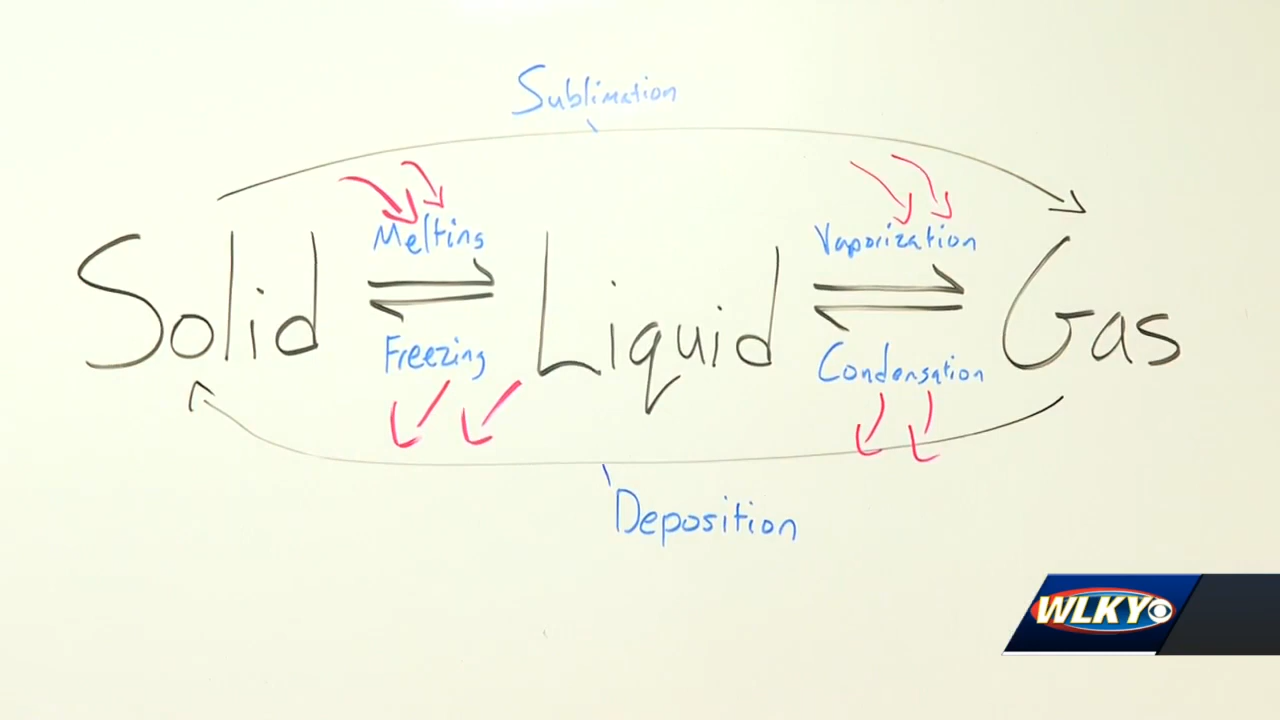 Sublimation
Melting
Vaporization
Solid
Liquid
Gas
Freezing
Condensation
Deposition
WLKY